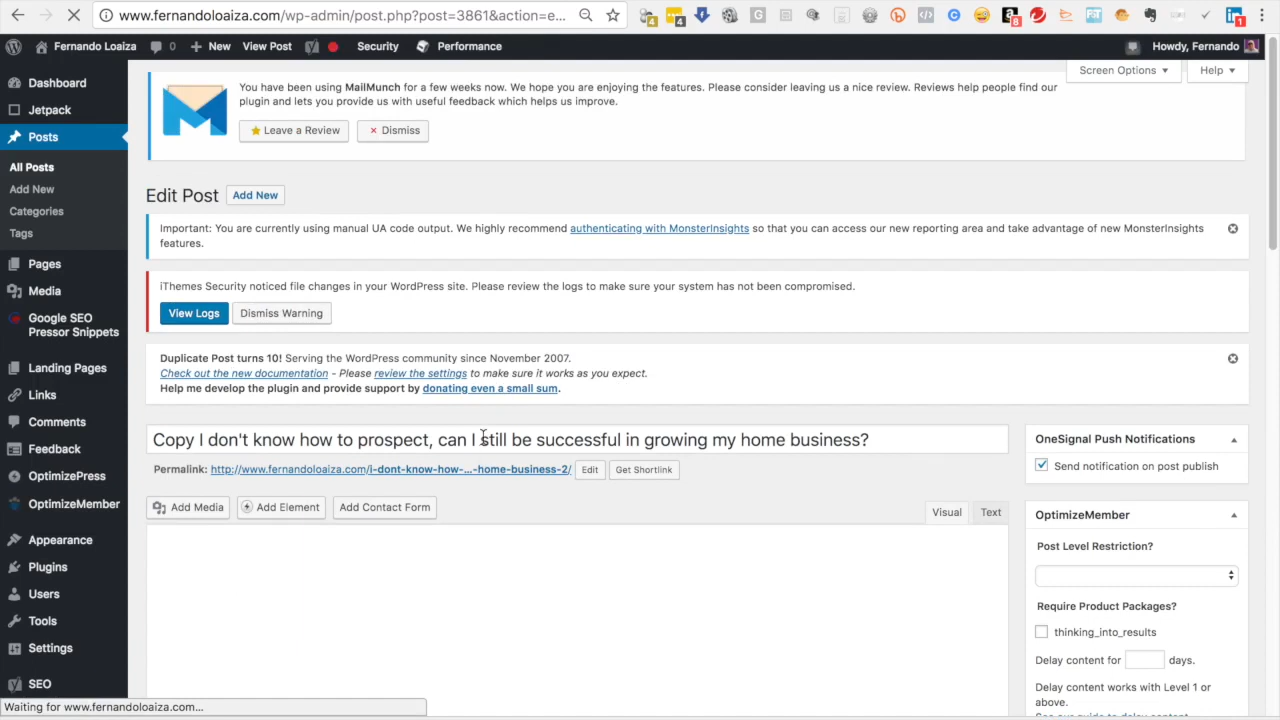 www.fernandoloaiza.com/wp-admin/post.php?post=3861&action=e...
Fernando Loaiza 0 New View Post Security Performance Howdy, Fernando
Screen Options Help
Dashboard
Jetpack
Posts
All Posts
Add New
Categories
Tags
Pages
Media
Google SEO
Pressor Snippets
Landing Pages
Links
Comments
Feedback
OptimizePress
OptimizeMember
Appearance
Plugins
Users
Tools
Settings
SEO
Waiting for www.fernandoloaiza.com...
You have been using MailMunch for a few weeks now. We hope you are enjoying the features. Please consider leaving us a nice review. Reviews help people find our
plugin and lets you provide us with useful feedback which helps us improve.
Leave a Review Dismiss
Edit Post Add New
Important: You are currently using manual UA code output. We highly recommend authenticating with MonsterInsights so that you can access our new reporting area and take advantage of new MonsterInsights
features.
iThemes Security noticed file changes in your WordPress site. Please review the logs to make sure your system has not been compromised.
View Logs Dismiss Warning
Duplicate Post turns 10! Serving the WordPress community since November 2007.
Check out the new documentation - Please review the settings to make sure it works as you expect.
Help me develop the plugin and provide support by donating even a small sum.
Copy I don't know how to prospect, can I still be successful in growing my home business?
Permalink: http://www.fernandoloaiza.com/i-dont-know-how-...-home-business-2/ Edit Get Shortlink
Add Media Add Element Add Contact Form Visual Text
OneSignal Push Notifications
Send notification on post publish
OptimizeMember
Post Level Restriction?
Require Product Packages?
thinking_into_results
Delay content for days.
Delay content works with Level 1 or
above.
See our guide to delay content